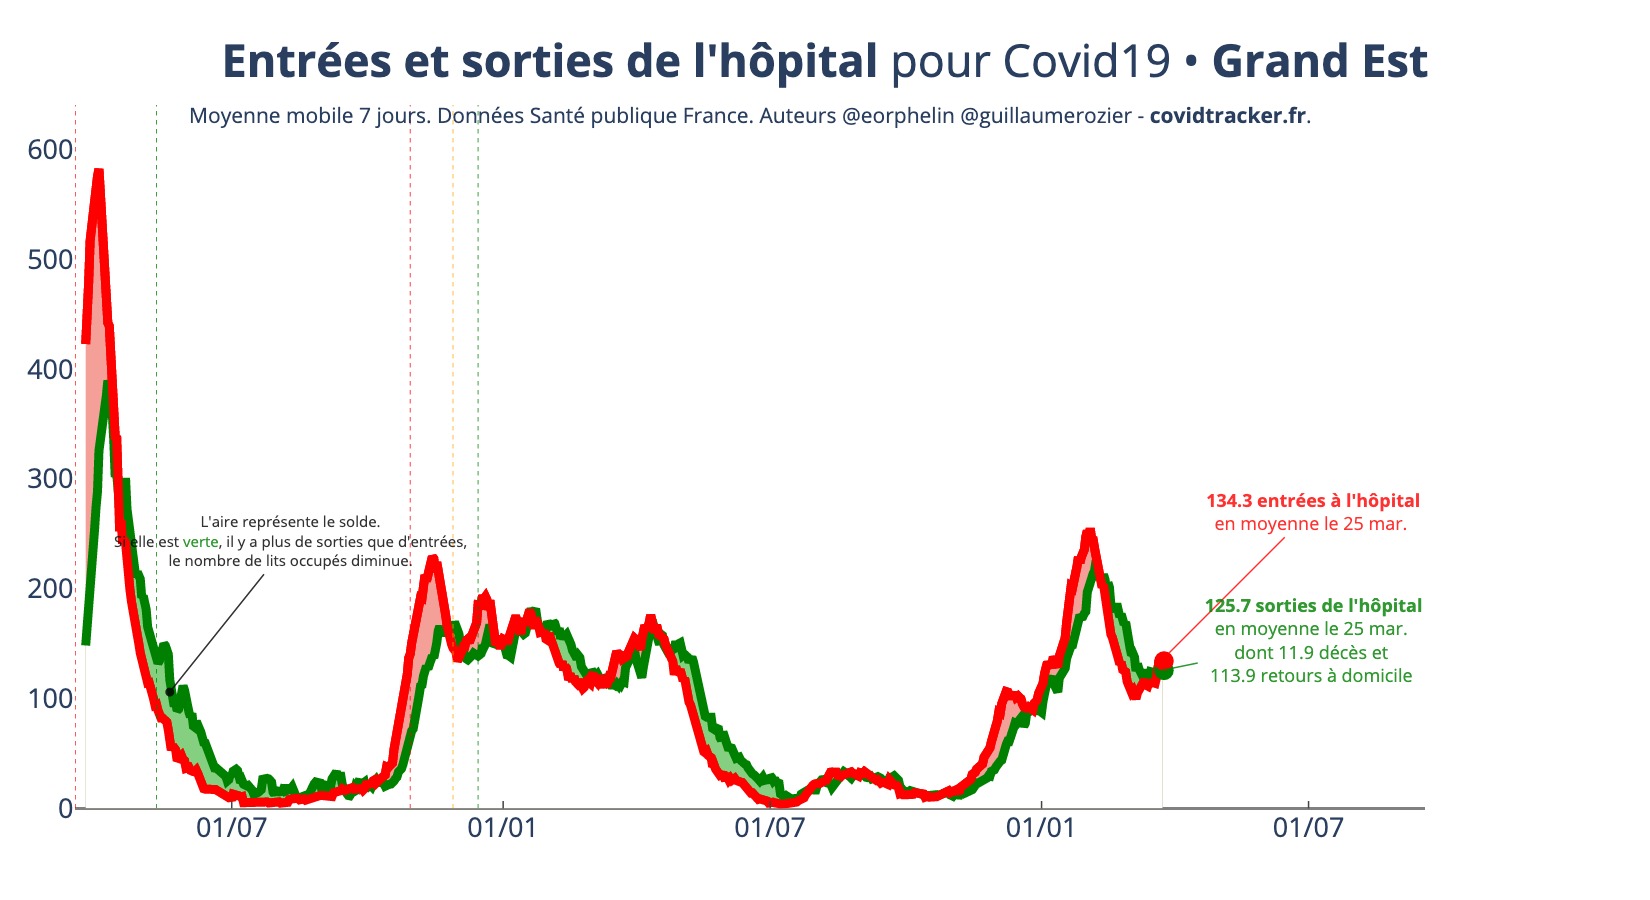 Entrées et sorties de l'hôpital pour Covid19 • Grand Est
Moyenne mobile 7 jours. Données Santé publique France. Auteurs @eorphelin @guillaumerozier - covidtracker.fr.
600
500
400
300
200
100
0
L'aire représente le solde.
Si elle est verte, il y a plus de sorties que d'entrées,
le nombre de lits occupés diminue.
134.3 entrées à l'hôpital
en moyenne le 25 mar.
125.7 sorties de l'hôpital
en moyenne le 25 mar.
dont 11.9 décès et
113.9 retours à domicile
01/07
01/01
01/07
01/01
01/07